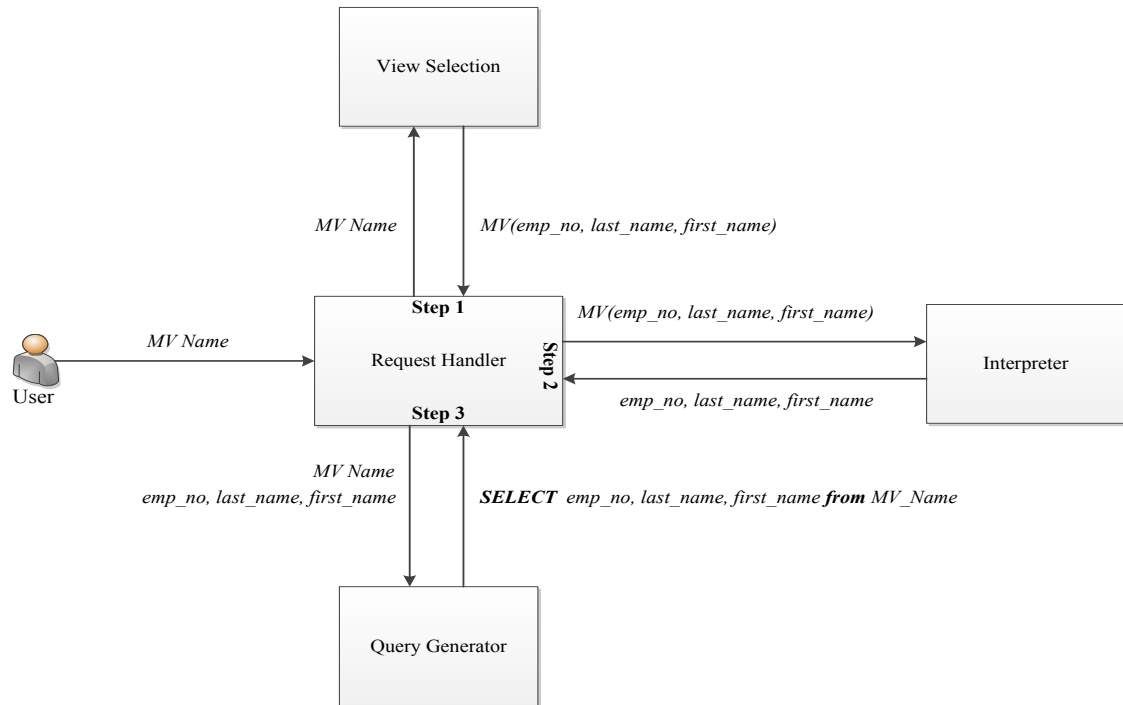 View Selection
MV Name
MV(emp_no, last_name, first_name)
Step 1
MV(emp_no, last_name, first_name)
MV Name
Request Handler
Step 2
Interpreter
User
emp_no, last_name, first_name
Step 3
MV Name
emp_no, last_name, first_name
SELECT emp_no, last_name, first_name from MV_Name
Query Generator